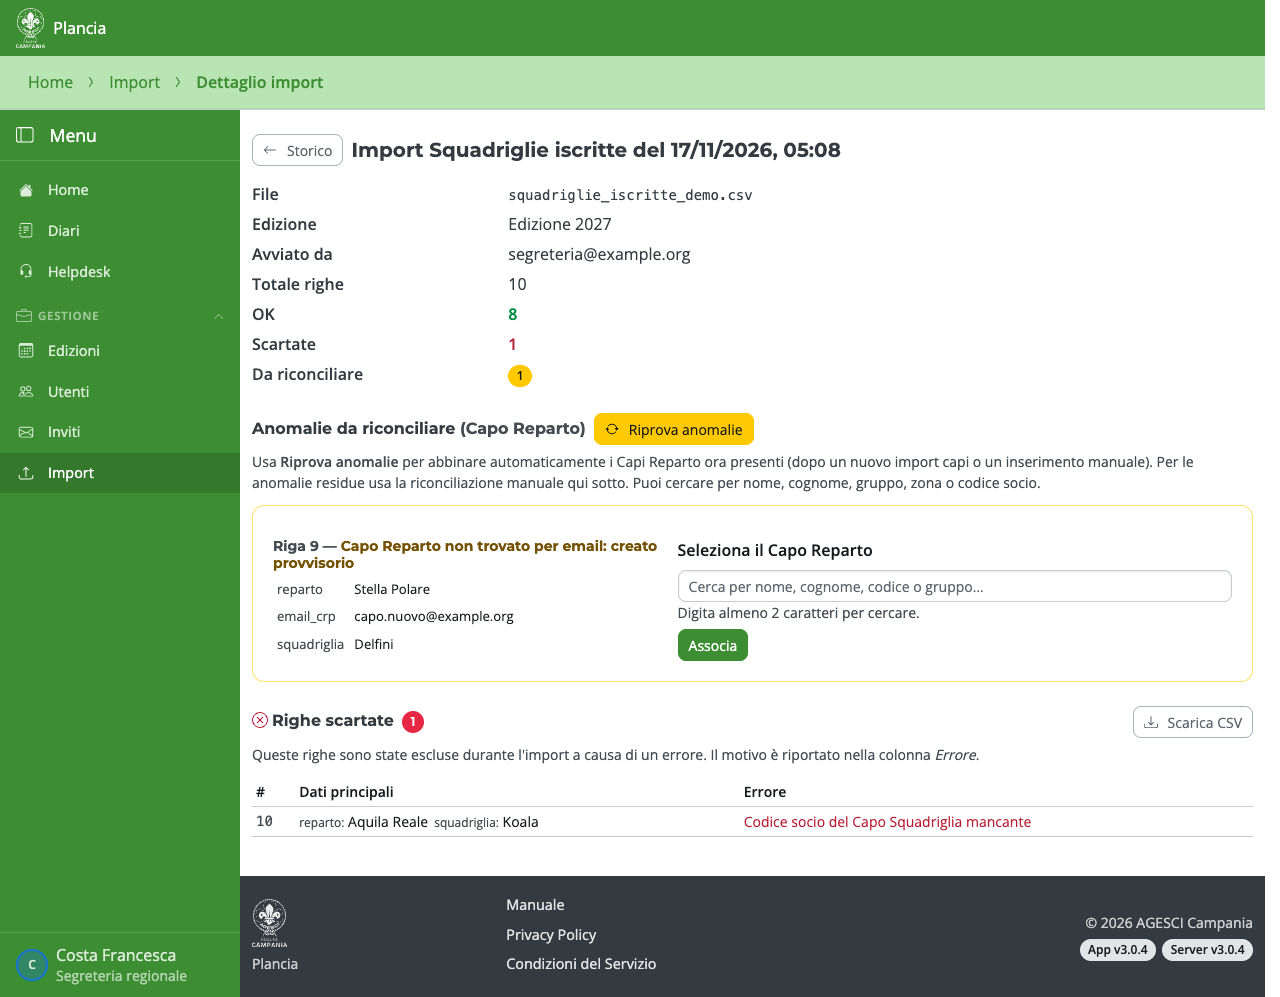 CAMPANIA
Plancia
Home
Import
Dettaglio import
Menu
Home
Diari
Helpdesk
GESTIONE
Edizioni
Utenti
Inviti
Import
Costa Francesca
C
Segreteria regionale
Storico
Import Squadriglie iscritte del 17/11/2026, 05:08
File squadriglie_iscritte_demo.csv
Edizione Edizione 2027
Avviato da segreteria@example.org
Totale righe 10
OK 8
Scartate 1
Da riconciliare 1
Anomalie da riconciliare (Capo Reparto) Riprova anomalie
Usa Riprova anomalie per abbinare automaticamente i Capi Reparto ora presenti (dopo un nuovo import capi o un inserimento manuale). Per le
anomalie residue usa la riconciliazione manuale qui sotto. Puoi cercare per nome, cognome, gruppo, zona o codice socio.
Riga 9 — Capo Reparto non trovato per email: creato
provvisorio
reparto Stella Polare
email_crp capo.nuovo@example.org
squadriglia Delfini
Seleziona il Capo Reparto
Cerca per nome, cognome, codice o gruppo...
Digita almeno 2 caratteri per cercare.
Associa
Righe scartate 1
Scarica CSV
Queste righe sono state escluse durante l'import a causa di un errore. Il motivo è riportato nella colonna Errore.
# Dati principali Errore
10 reparto: Aquila Reale squadriglia: Koala Codice socio del Capo Squadriglia mancante
CAMPANIA
Plancia
Manuale
Privacy Policy
Condizioni del Servizio
© 2026 AGESCI Campania
App v3.0.4 Server v3.0.4